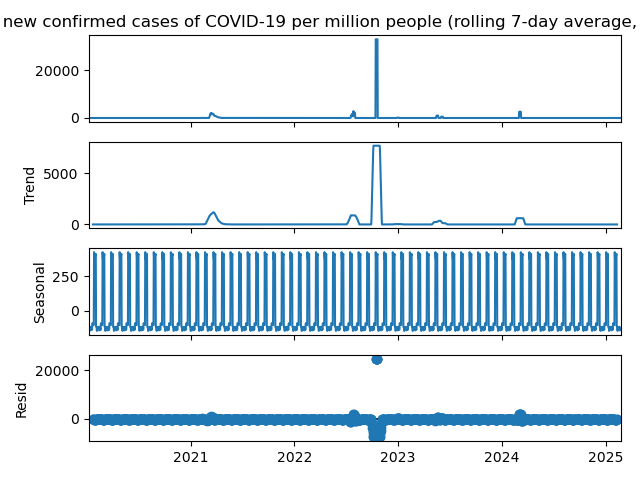 new confirmed cases of COVID-19 per million people (rolling 7-day average,
20000
0
5000
Trend
0
250
Seasonal
0
20000
Resid
0
2021 2022 2023 2024 2025